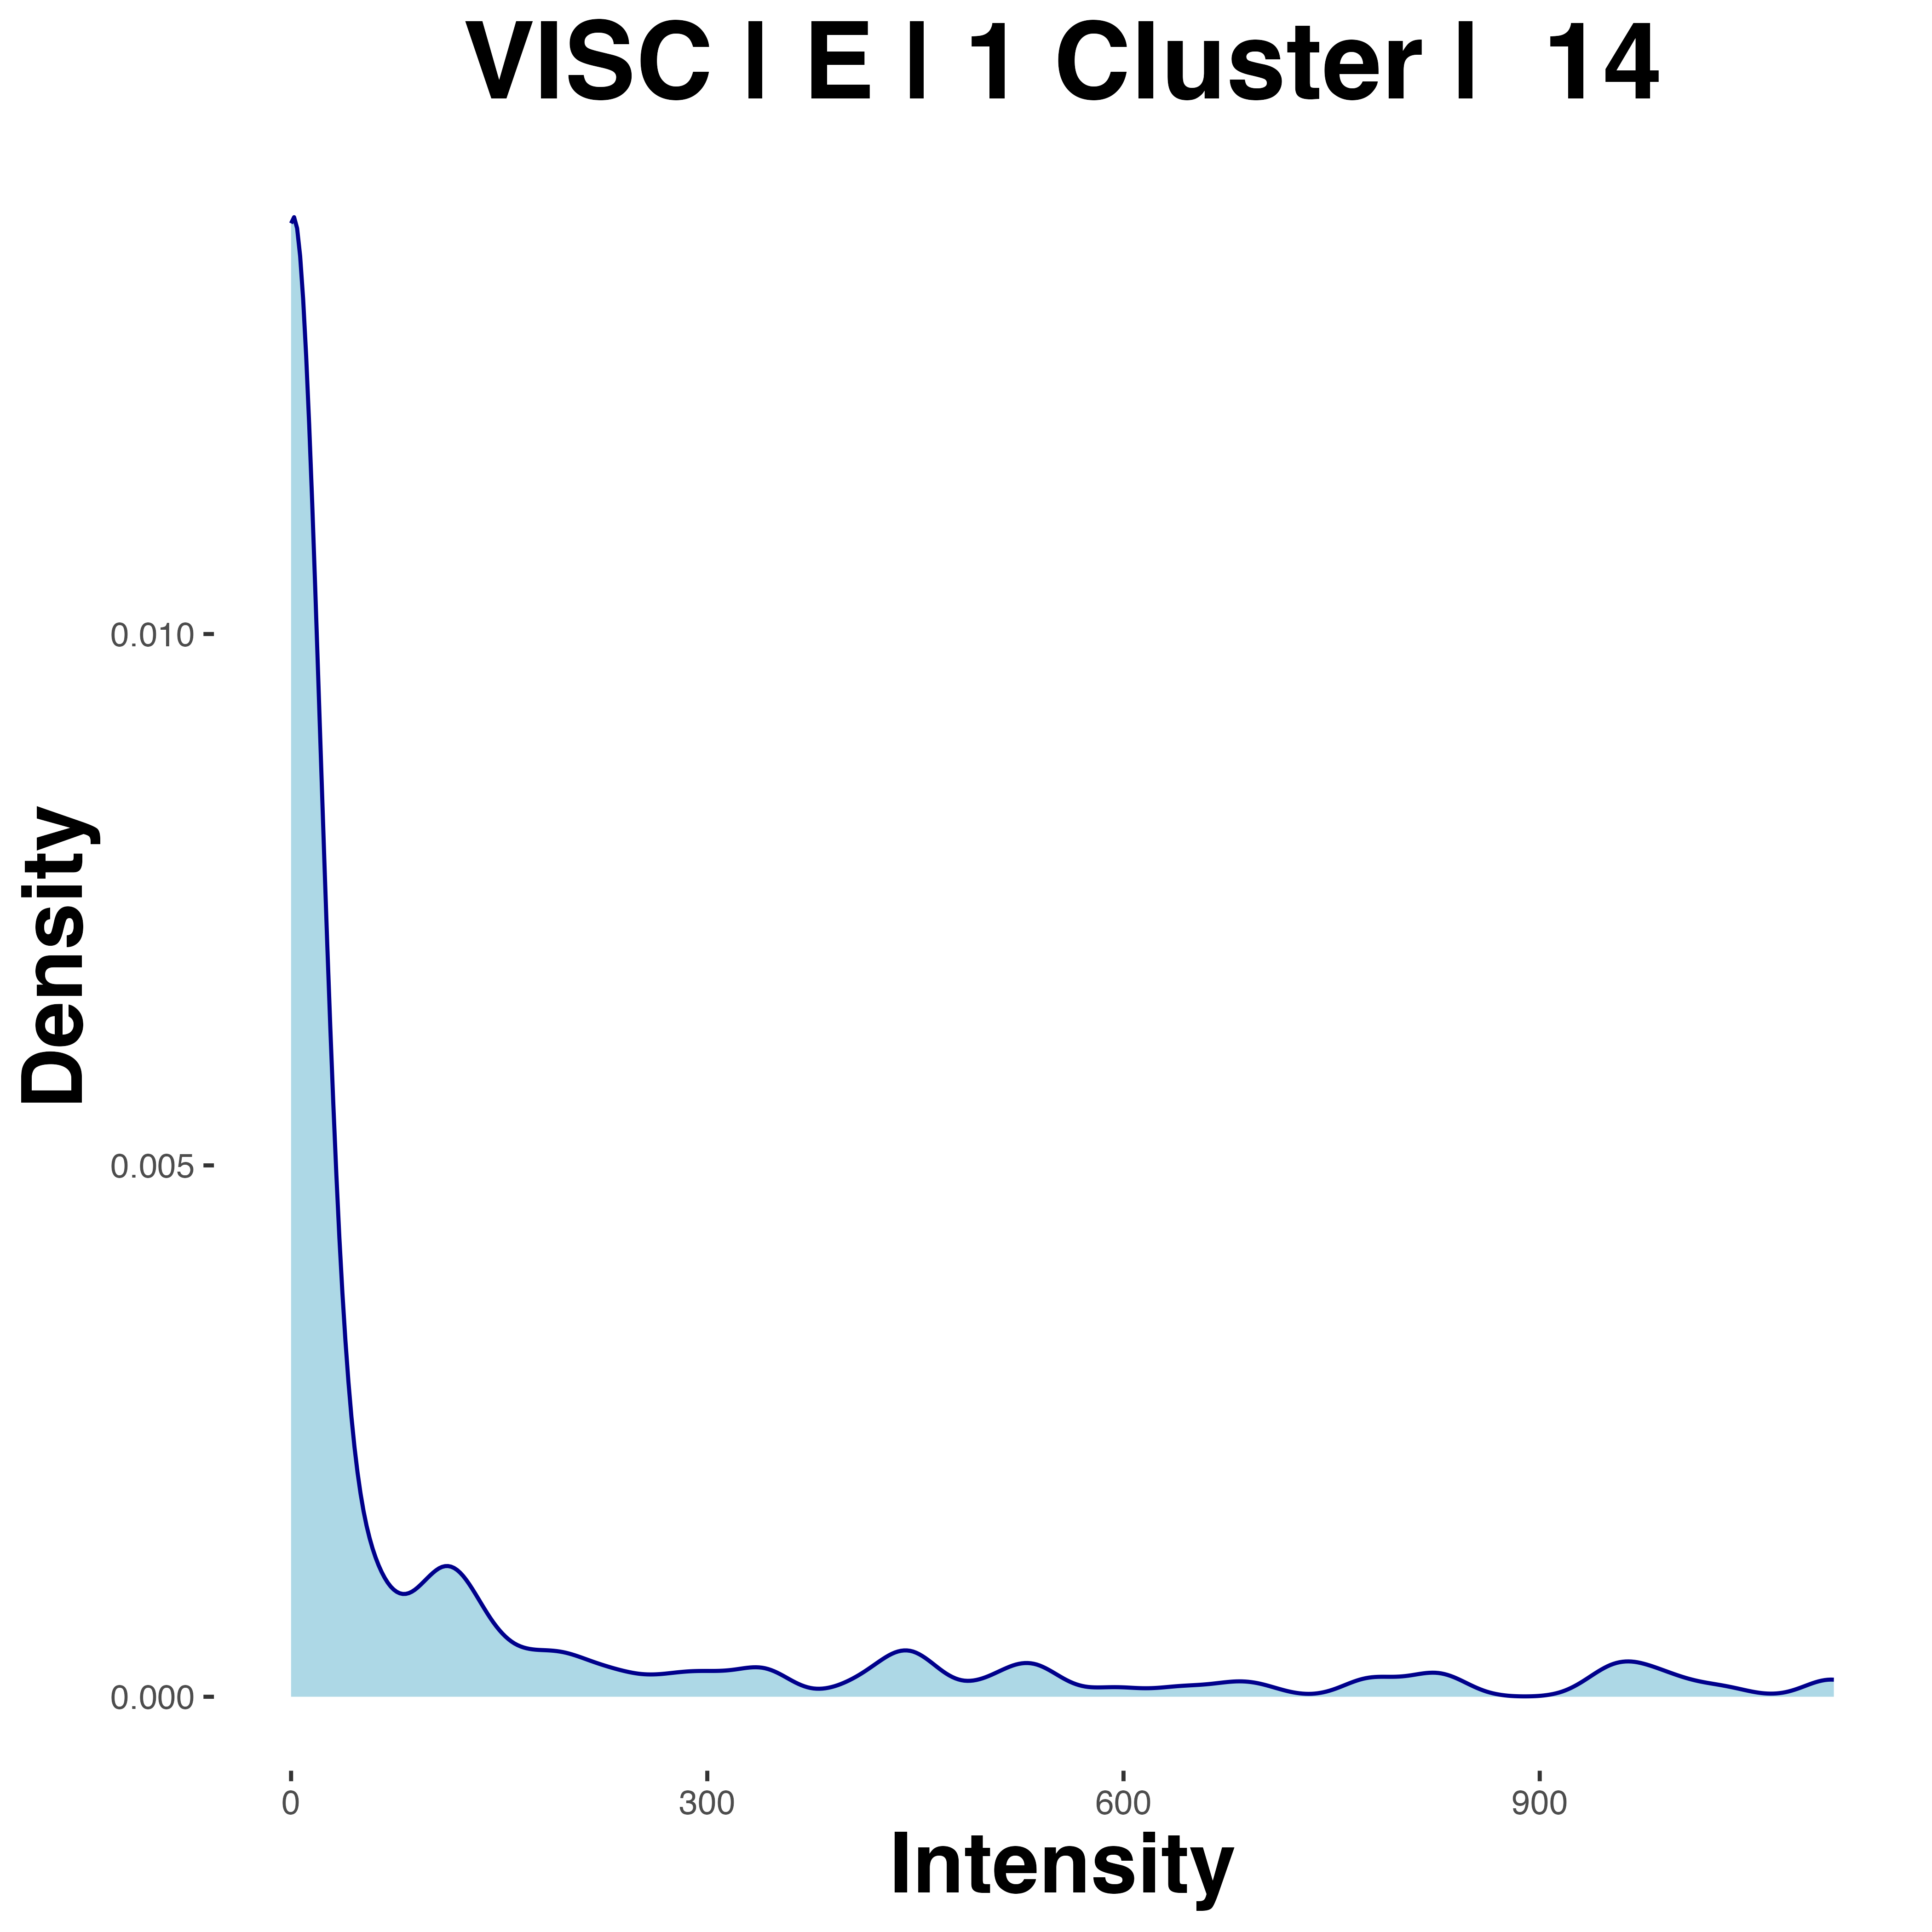 VISC | E | 1 Cluster | 14
Density
0.010
0.005
0.000
0 300 600 900
Intensity